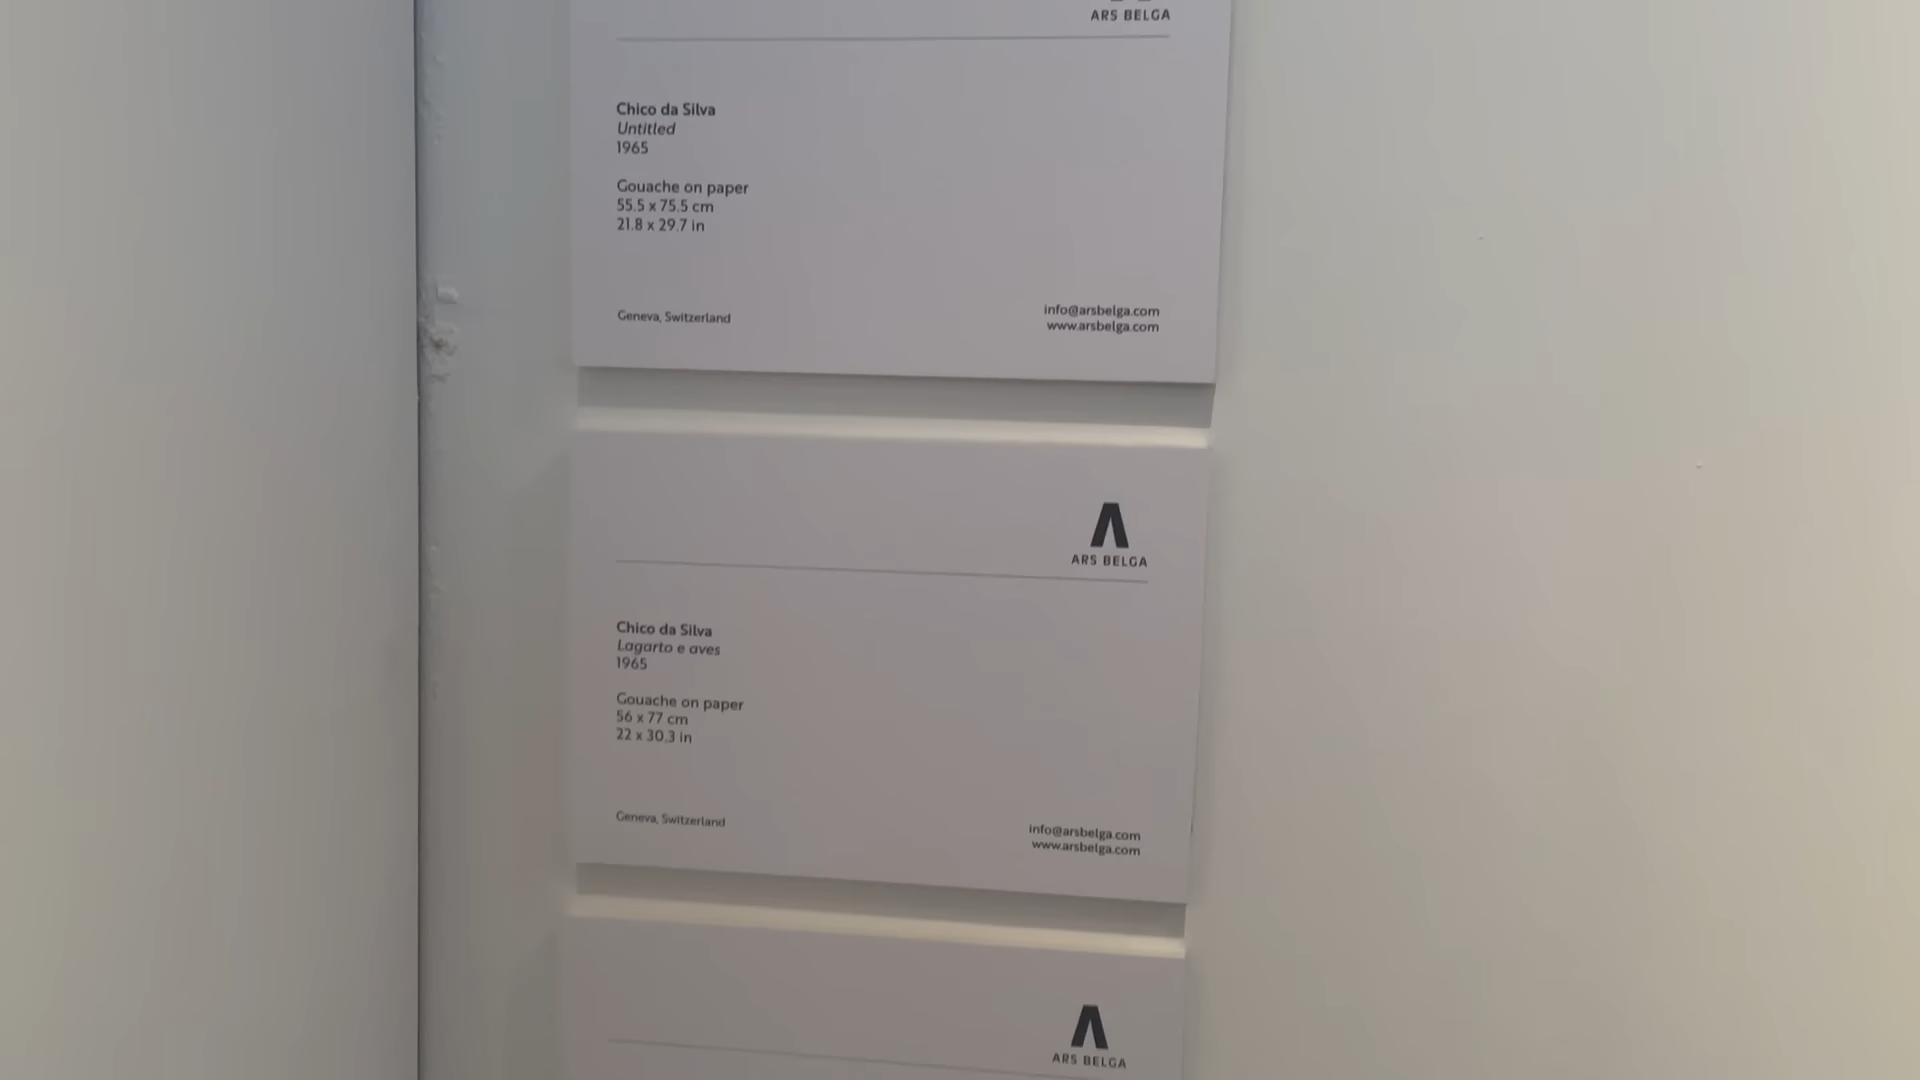 ARS BELGA
Chico da Silva
Untitled
1965
Gouache on paper
55.5 x 75.5 cm
21.8 x 29.7 in
Geneva, Switzerland
info@arsbelga.com
www.arsbelga.com
ARS BELGA
Chico da Silva
Lagarto e aves
1965
Gouache on paper
56 x 77 cm
22 x 30.3 in
Geneva, Switzerland
info@arsbelga.com
www.arsbelga.com
ARS BELGA